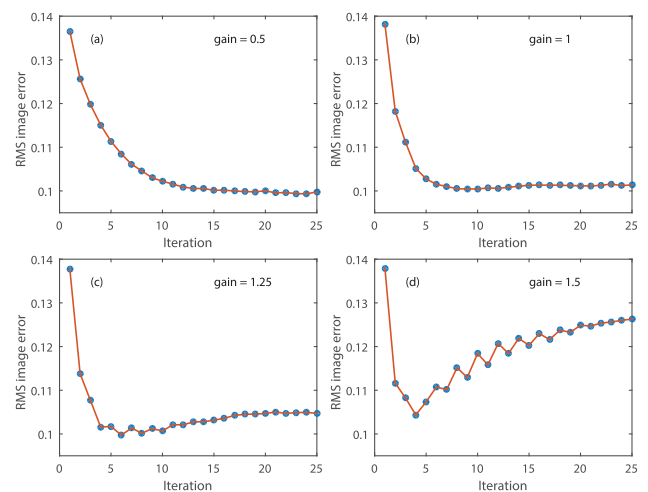 (a) gain = 0.5
RMS image error
0.14
0.13
0.12
0.11
0.1
0 5 10 15 20 25
Iteration
(b) gain = 1
RMS image error
0.14
0.13
0.12
0.11
0.1
0 5 10 15 20 25
Iteration
(c) gain = 1.25
RMS image error
0.14
0.13
0.12
0.11
0.1
0 5 10 15 20 25
Iteration
(d) gain = 1.5
RMS image error
0.14
0.13
0.12
0.11
0.1
0 5 10 15 20 25
Iteration